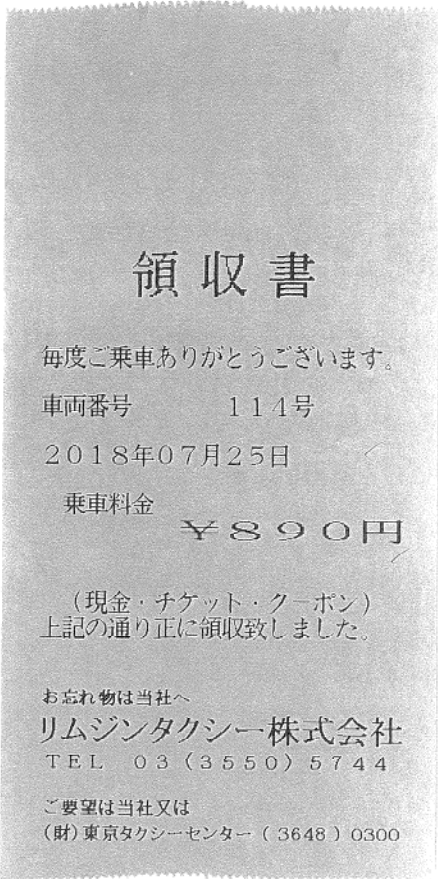 領収書
毎度ご乗車ありがとうございます。
車両番号 114号
2018年07月25日
乗車料金
¥890円
(現金・チケット・クーポン)
上記の通り正に領収致しました。
お忘れ物は当社へ
リムジンタクシー株式会社
TEL 03(3550)5744
ご要望は当社又は
(財)東京タクシーセンター(3648)0300